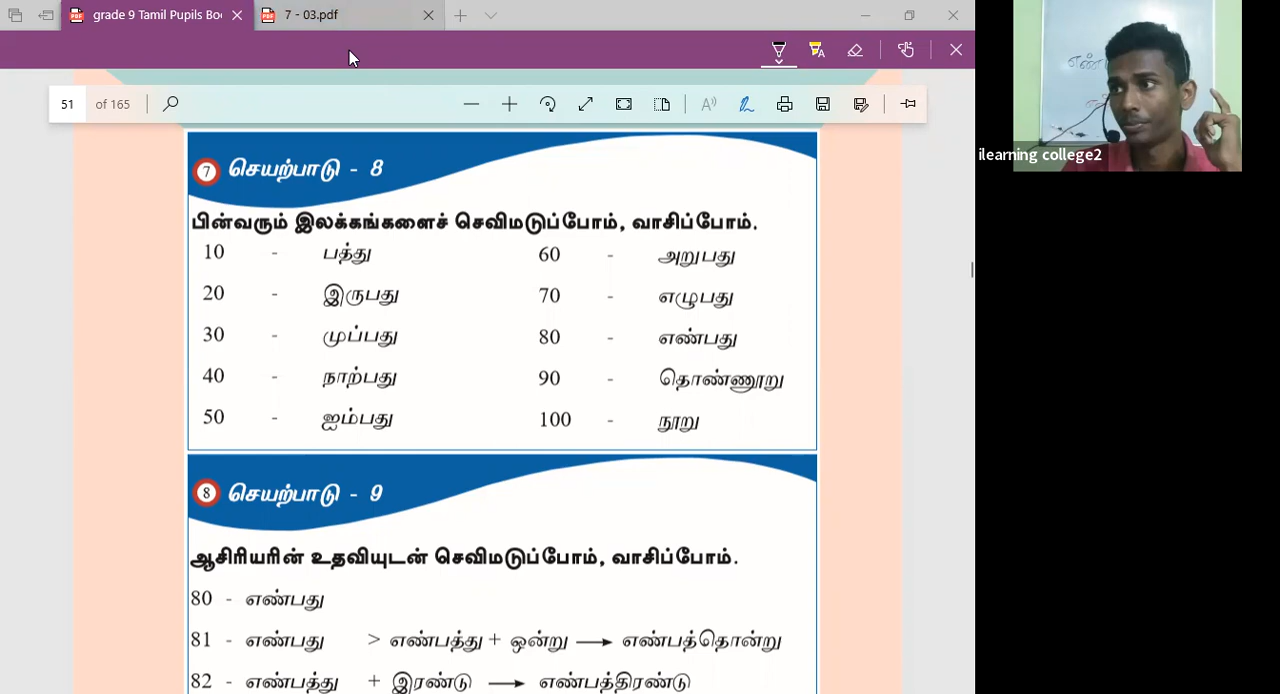 grade 9 Tamil Pupils Boo
7 - 03.pdf
51 of 165
எண்
ilearning college2
7 செயற்பாடு - 8
பின்வரும் இலக்கங்களைச் செவிமடுப்போம், வாசிப்போம்.
10 - பத்து 60 - அறுபது
20 - இருபது 70 - எழுபது
30 - முப்பது 80 - எண்பது
40 - நாற்பது 90 - தொண்ணூறு
50 - ஐம்பது 100 - நூறு
8 செயற்பாடு - 9
ஆசிரியரின் உதவியுடன் செவிமடுப்போம், வாசிப்போம்.
80 - எண்பது
81 - எண்பது > எண்பத்து + ஒன்று → எண்பத்தொன்று
82 - எண்பத்து + இரண்டு → எண்பத்திரண்டு